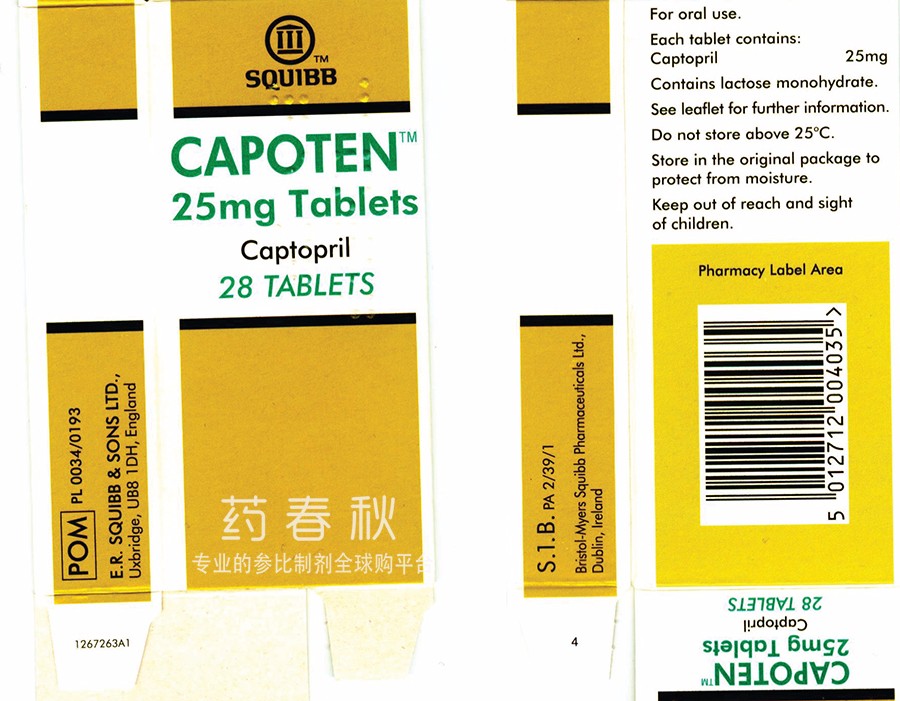 SQUIBB™
CAPOTEN™
25mg Tablets
Captopril
28 TABLETS
药春秋
专业的参比制剂全球购平台
POM PL 0034/0193
E.R. SQUIBB & SONS LTD.,
Uxbridge, UB8 1DH, England
1267263A1
S.1.B. PA 2/39/1
Bristol-Myers Squibb Pharmaceuticals Ltd.,
Dublin, Ireland
4
For oral use.
Each tablet contains:
Captopril 25mg
Contains lactose monohydrate.
See leaflet for further information.
Do not store above 25°C.
Store in the original package to
protect from moisture.
Keep out of reach and sight
of children.
Pharmacy Label Area
5 012712 004035 >
CAPOTEN™
25mg Tablets
Captopril
28 TABLETS